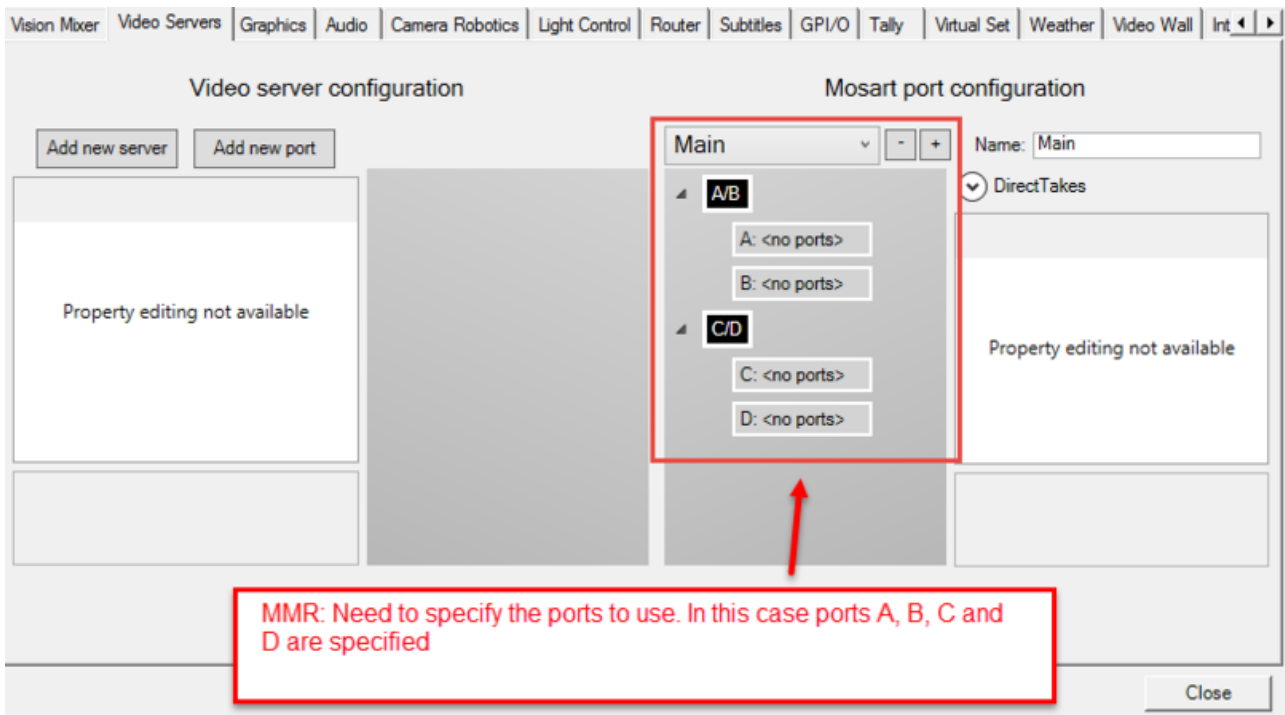 Vision Mixer Video Servers Graphics Audio Camera Robotics Light Control Router Subtitles GPI/O Tally Virtual Set Weather Video Wall Int
Video server configuration
Mosart port configuration
Add new server Add new port
Main - + Name: Main
DirectTakes
A/B
A: <no ports>
B: <no ports>
Property editing not available
C/D
Property editing not available
C: <no ports>
D: <no ports>
MMR: Need to specify the ports to use. In this case ports A, B, C and
D are specified
Close